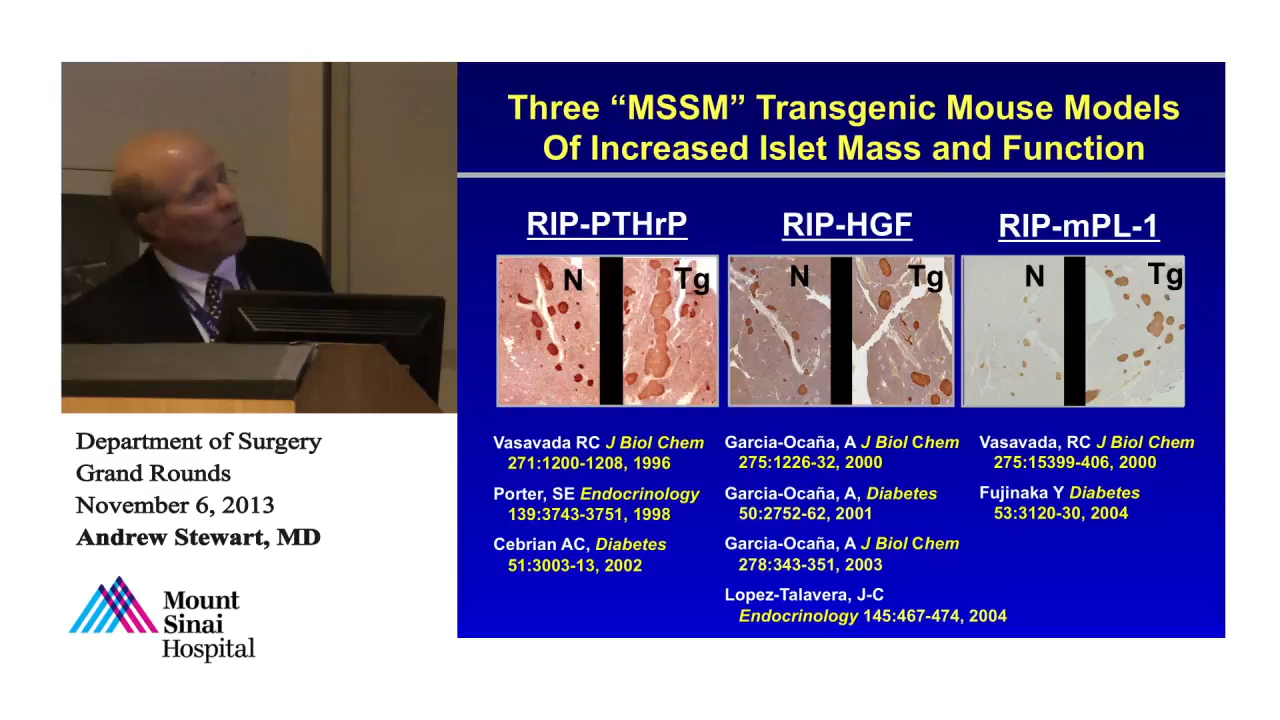 Three “MSSM” Transgenic Mouse Models
Of Increased Islet Mass and Function
RIP-PTHrP
RIP-HGF
RIP-mPL-1
N
Tg
N
Tg
N
Tg
Vasavada RC J Biol Chem
271:1200-1208, 1996
Porter, SE Endocrinology
139:3743-3751, 1998
Cebrian AC, Diabetes
51:3003-13, 2002
Garcia-Ocaña, A J Biol Chem
275:1226-32, 2000
Garcia-Ocaña, A, Diabetes
50:2752-62, 2001
Garcia-Ocaña, A J Biol Chem
278:343-351, 2003
Lopez-Talavera, J-C
Endocrinology 145:467-474, 2004
Vasavada, RC J Biol Chem
275:15399-406, 2000
Fujinaka Y Diabetes
53:3120-30, 2004
Department of Surgery
Grand Rounds
November 6, 2013
Andrew Stewart, MD
Mount
Sinai
Hospital